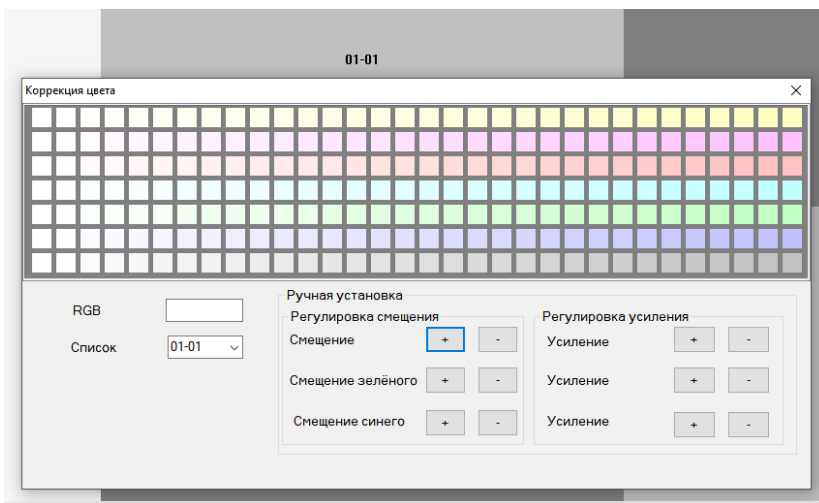 01-01
Коррекция цвета
RGB
Список 01-01
Ручная установка
Регулировка смещения
Смещение + -
Смещение зелёного + -
Смещение синего + -
Регулировка усиления
Усиление + -
Усиление + -
Усиление + -